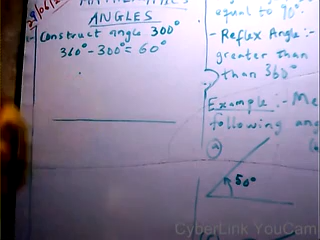 MATHEMATICS
ANGLES
Construct angle 300°
360°-300°= 60°
equal to 90°.
- Reflex Angle:-
greater than
than 360°
Example:- Me
following ang
a
50°
CyberLink YouCam